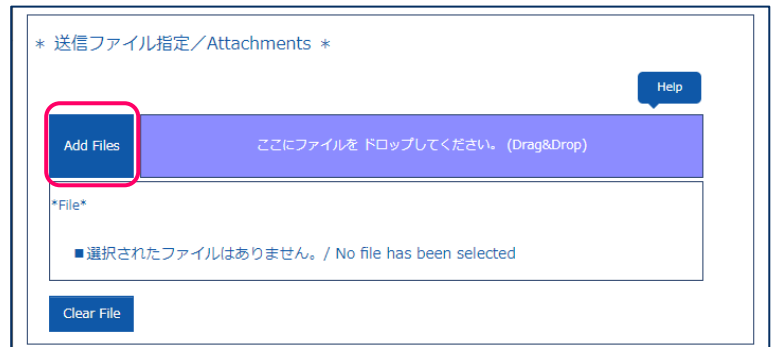 * 送信ファイル指定／Attachments *
Help
Add Files
ここにファイルを ドロップしてください。 (Drag&Drop)
*File*
■選択されたファイルはありません。/ No file has been selected
Clear File